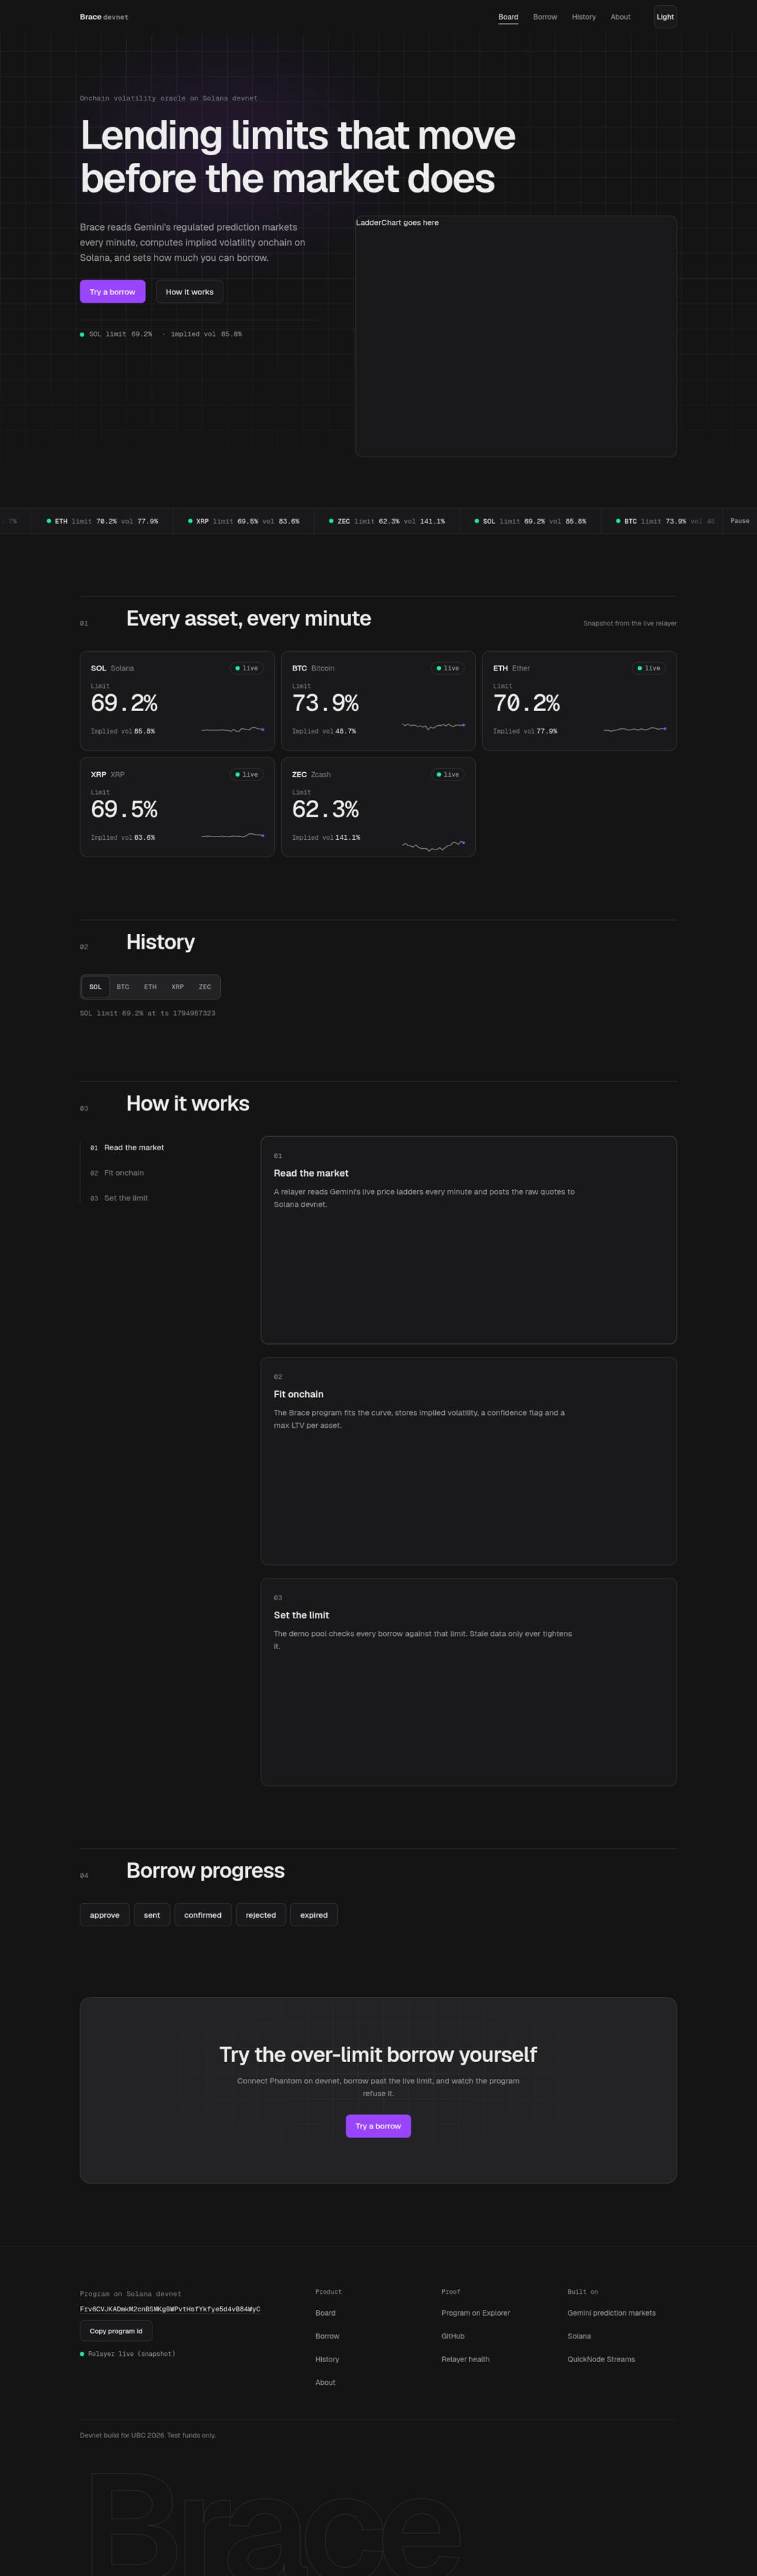 Brace devnet
Board Borrow History About Light
Onchain volatility oracle on Solana devnet
Lending limits that move
before the market does
Brace reads Gemini's regulated prediction markets
every minute, computes implied volatility onchain on
Solana, and sets how much you can borrow.
Try a borrow How it works
SOL limit 69.2% · implied vol 85.8%
LadderChart goes here
ETH limit 70.2% vol 77.9% XRP limit 69.5% vol 83.6% ZEC limit 62.3% vol 141.1% SOL limit 69.2% vol 85.8% BTC limit 73.9% vol Pause
01 Every asset, every minute Snapshot from the live relayer
SOL Solana live
Limit
69.2%
Implied vol 85.8%
BTC Bitcoin live
Limit
73.9%
Implied vol 48.7%
ETH Ether live
Limit
70.2%
Implied vol 77.9%
XRP XRP live
Limit
69.5%
Implied vol 83.6%
ZEC Zcash live
Limit
62.3%
Implied vol 141.1%
02 History
SOL BTC ETH XRP ZEC
SOL limit 69.2% at ts 1794957323
03 How it works
01 Read the market
02 Fit onchain
03 Set the limit
01
Read the market
A relayer reads Gemini's live price ladders every minute and posts the raw quotes to
Solana devnet.
02
Fit onchain
The Brace program fits the curve, stores implied volatility, a confidence flag and a
max LTV per asset.
03
Set the limit
The demo pool checks every borrow against that limit. Stale data only ever tightens
it.
04 Borrow progress
approve sent confirmed rejected expired
Try the over-limit borrow yourself
Connect Phantom on devnet, borrow past the live limit, and watch the program
refuse it.
Try a borrow
Program on Solana devnet
Frv6CVJKADmkM2cnBSMKgBWPvtHsfYkfye5d4vB84WyC
Copy program id
Relayer live (snapshot)
Product
Board
Borrow
History
About
Proof
Program on Explorer
GitHub
Relayer health
Built on
Gemini prediction markets
Solana
QuickNode Streams
Devnet build for UBC 2026. Test funds only.
Brace